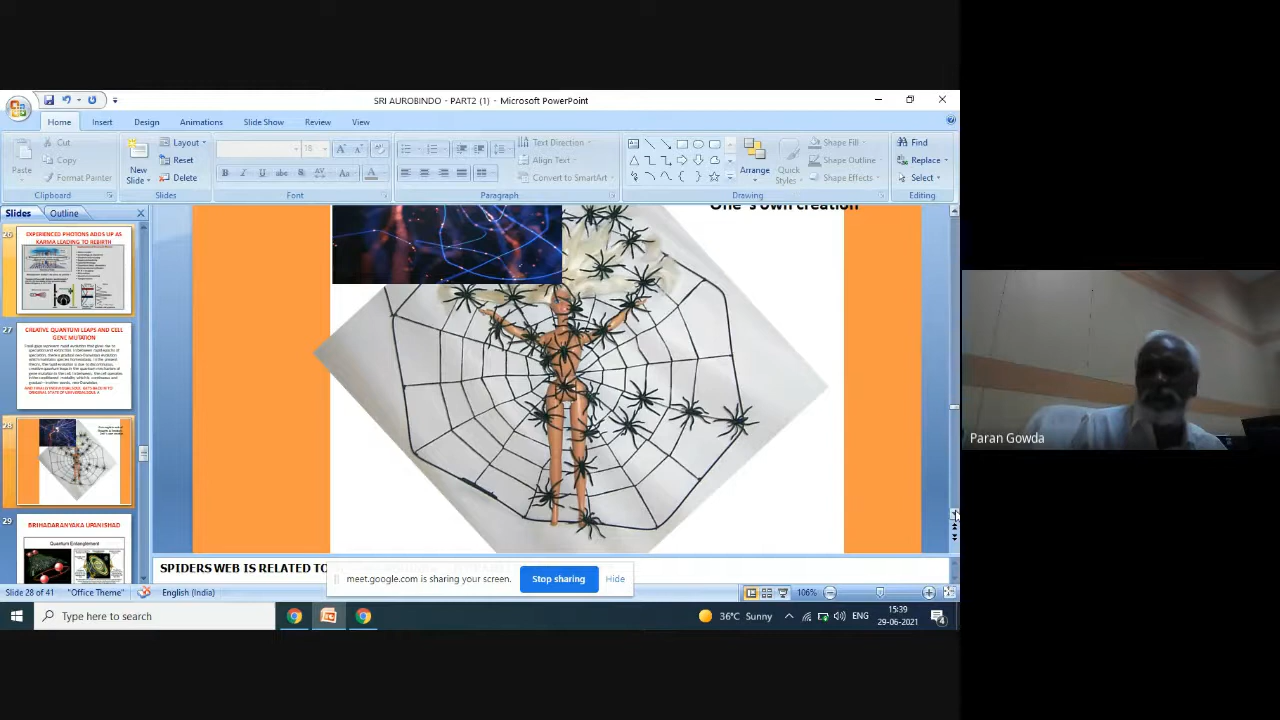 SRI AUROBINDO - PART2 (1) - Microsoft PowerPoint
Home Insert Design Animations Slide Show Review View
Cut
Copy
Format Painter
Paste
Clipboard
New
Slide
Layout
Reset
Delete
Slides
18
Font
Text Direction
Align Text
Convert to SmartArt
Paragraph
Arrange
Quick
Styles
Shape Fill
Shape Outline
Shape Effects
Drawing
Find
Replace
Select
Editing
Slides Outline
26
EXPERIENCED PHOTONS ADDS UP AS
KARMA LEADING TO REBIRTH
27
CREATIVE QUANTUM LEAPS AND CELL
GENE MUTATION
28
29
BRIHADARANYAKA UPANISHAD
Quantum Entanglement
One's own creation
SPIDERS WEB IS RELATED TO
meet.google.com is sharing your screen.
Stop sharing
Hide
Slide 28 of 41
"Office Theme"
English (India)
106%
Type here to search
36°C Sunny
ENG
15:39
29-06-2021
4
Paran Gowda